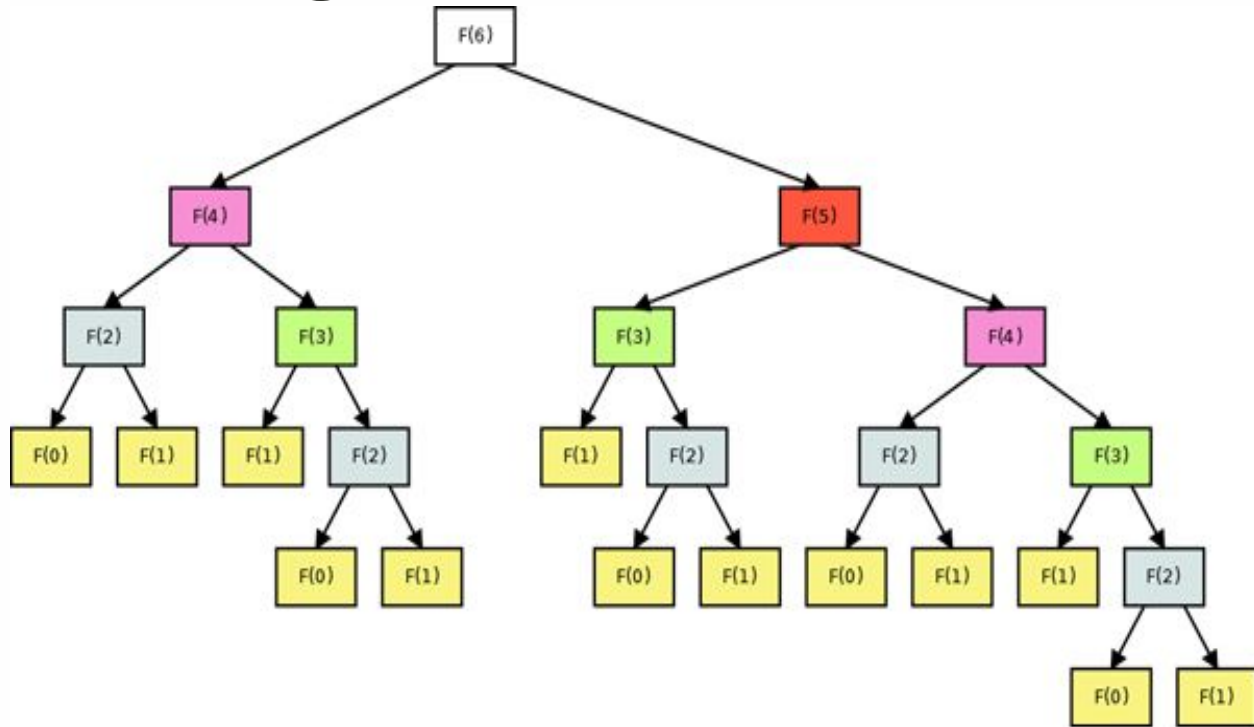 F(6)
F(4) F(5)
F(2) F(3) F(3) F(4)
F(0) F(1) F(1) F(2) F(1) F(2) F(2) F(3)
F(0) F(1) F(0) F(1) F(0) F(1) F(1) F(2)
F(0) F(1)